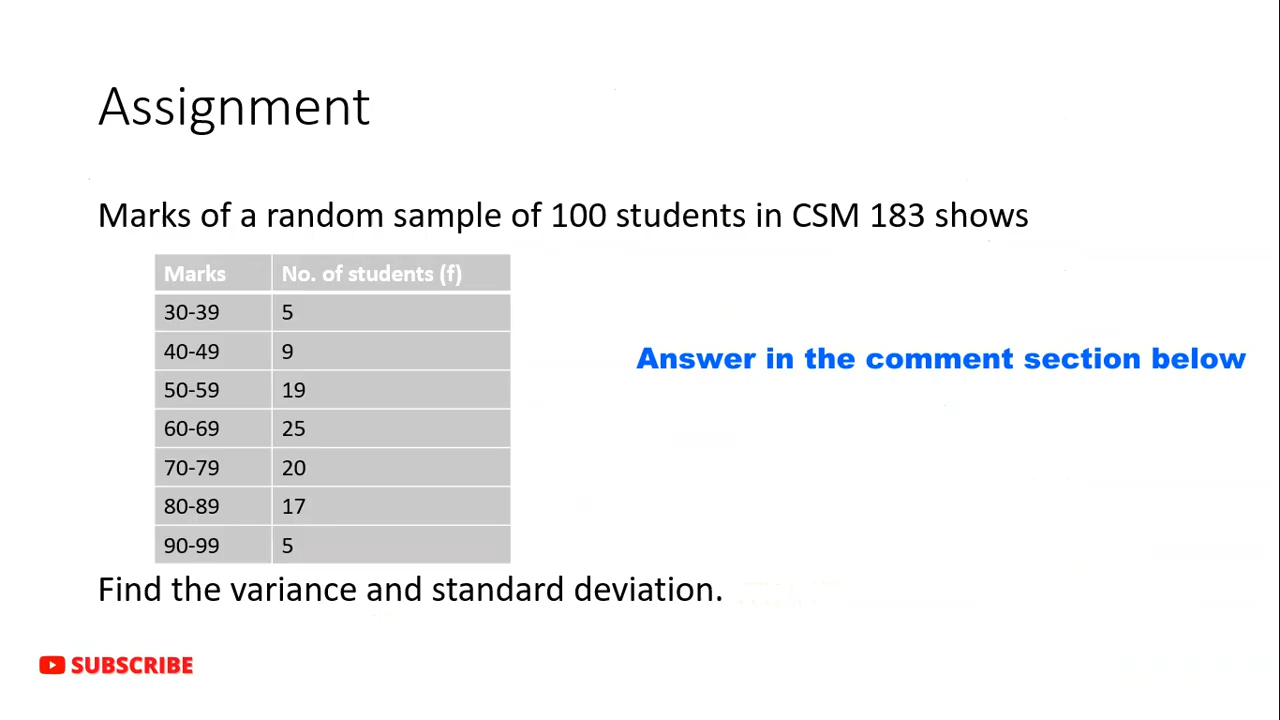 Assignment
Marks of a random sample of 100 students in CSM 183 shows
Marks No. of students (f)
30-39 5
40-49 9
50-59 19
60-69 25
70-79 20
80-89 17
90-99 5
Answer in the comment section below
Find the variance and standard deviation.
SUBSCRIBE